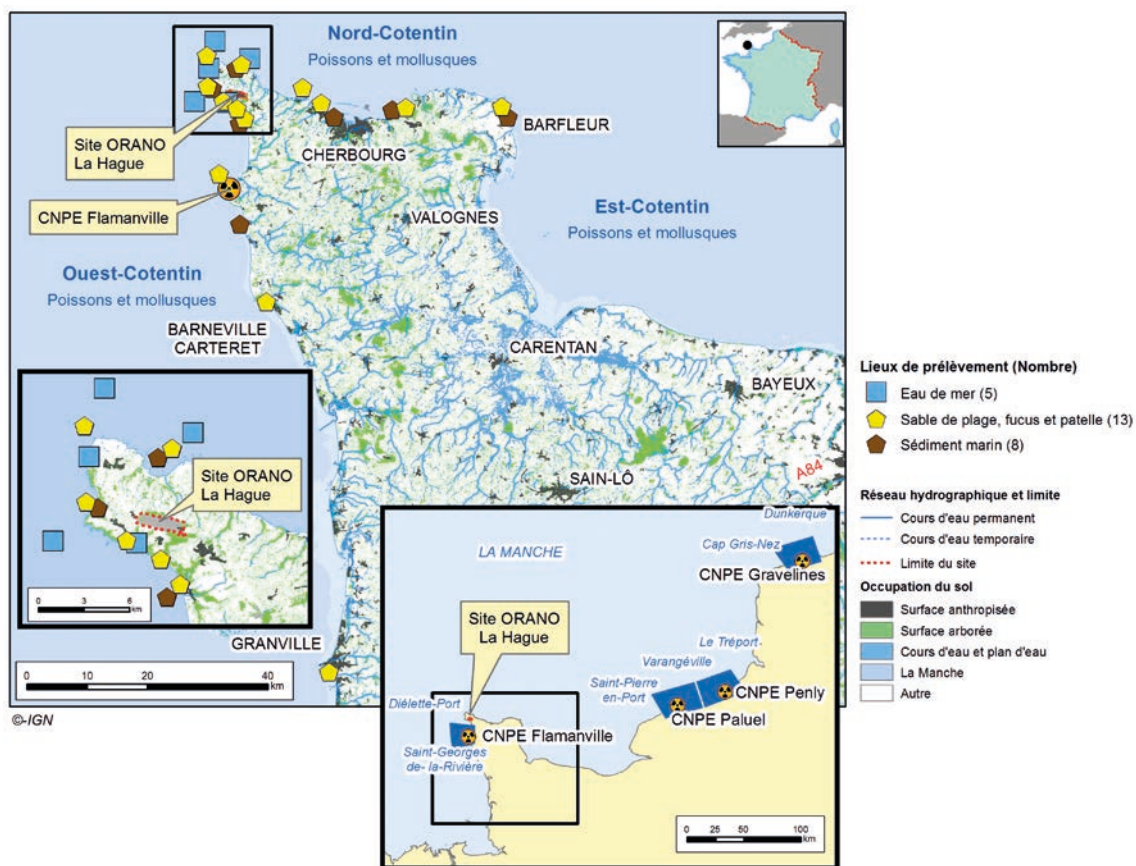 Nord-Cotentin
Poissons et mollusques
Site ORANO
La Hague
CHERBOURG
BARFLEUR
CNPE Flamanville
VALOGNES
Est-Cotentin
Poissons et mollusques
Ouest-Cotentin
Poissons et mollusques
BARNEVILLE
CARTERET
CARENTAN
BAYEUX
SAIN-LÔ
A84
Site ORANO
La Hague
0 3 6
km
GRANVILLE
0 10 20 40
km
©-IGN
Dunkerque
LA MANCHE
Cap Gris-Nez
CNPE Gravelines
Site ORANO
La Hague
Le Tréport-
Varangéville
Saint-Pierre
en-Port
CNPE Penly
CNPE Paluel
Diélette-Port
CNPE Flamanville
Saint-Georges
de- la-Rivière
0 25 50 100
km
Lieux de prélèvement (Nombre)
Eau de mer (5)
Sable de plage, fucus et patelle (13)
Sédiment marin (8)
Réseau hydrographique et limite
Cours d'eau permanent
Cours d'eau temporaire
Limite du site
Occupation du sol
Surface anthropisée
Surface arborée
Cours d'eau et plan d'eau
La Manche
Autre